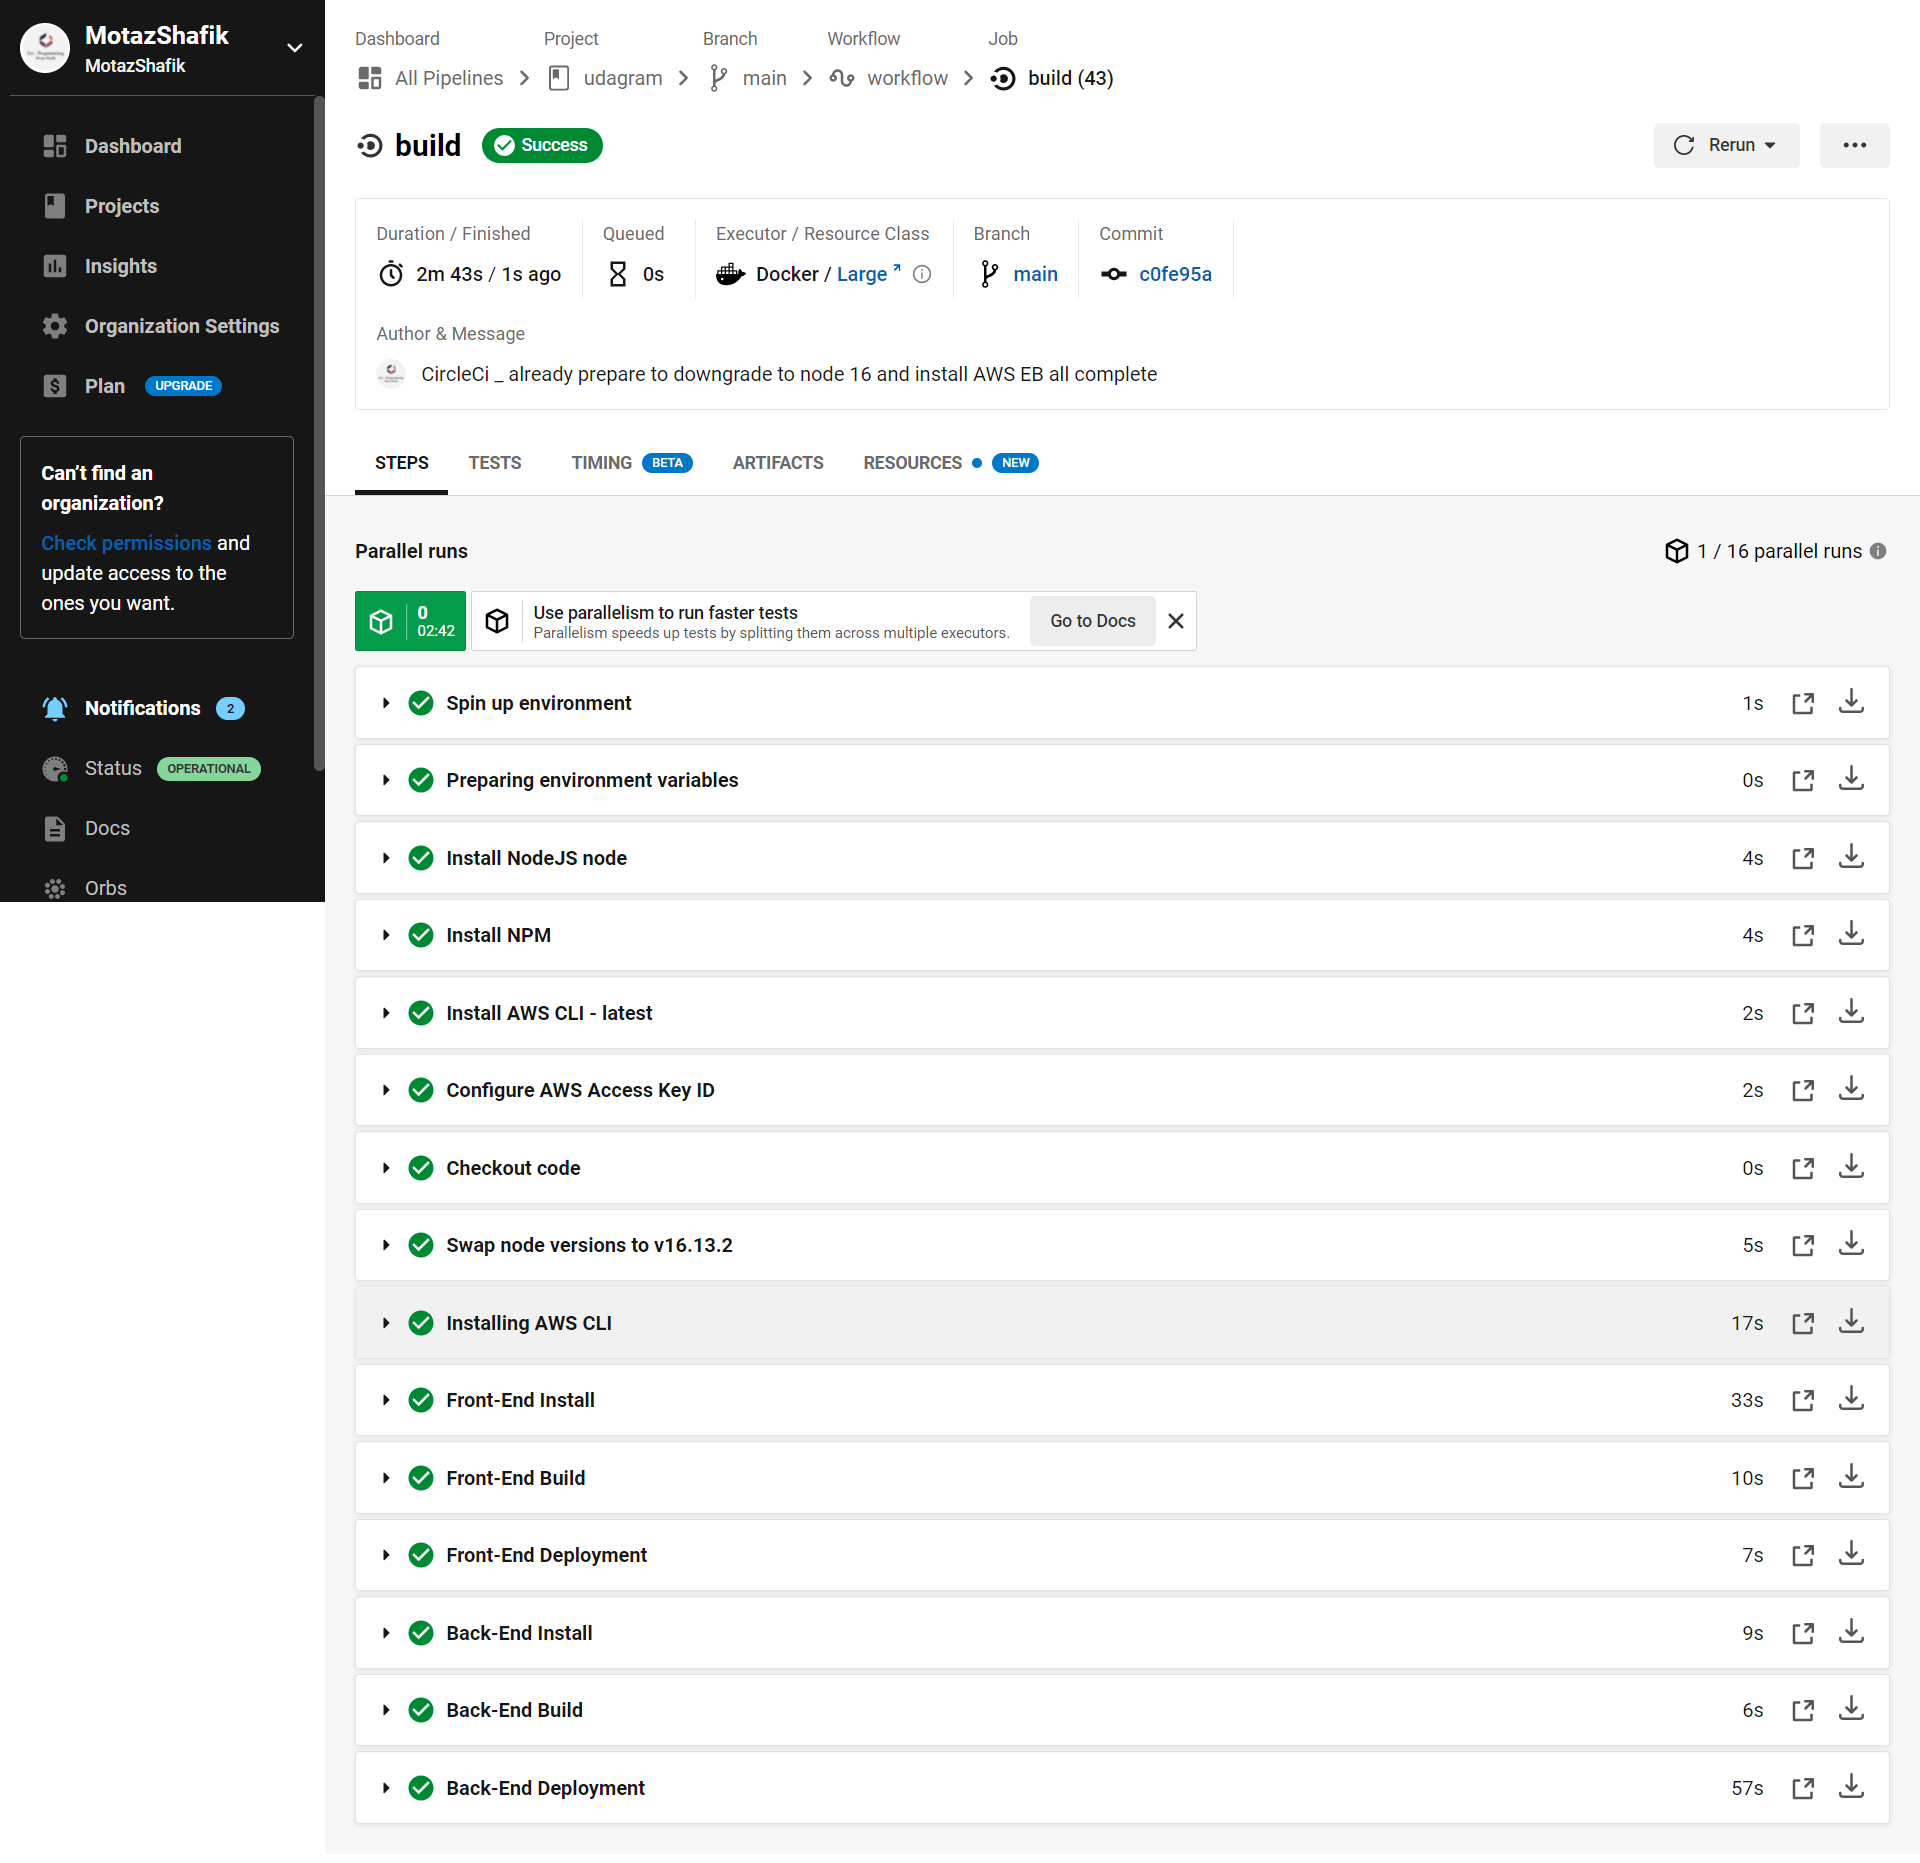 MotazShafik
MotazShafik
Dashboard
Projects
Insights
Organization Settings
Plan UPGRADE
Can't find an
organization?
Check permissions and
update access to the
ones you want.
Notifications 2
Status OPERATIONAL
Docs
Orbs
Dashboard Project Branch Workflow Job
All Pipelines udagram main workflow build (43)
build Success Rerun
Duration / Finished Queued Executor / Resource Class Branch Commit
2m 43s / 1s ago 0s Docker / Large main c0fe95a
Author & Message
CircleCi _ already prepare to downgrade to node 16 and install AWS EB all complete
STEPS TESTS TIMING BETA ARTIFACTS RESOURCES NEW
Parallel runs 1 / 16 parallel runs
0
02:42
Use parallelism to run faster tests
Parallelism speeds up tests by splitting them across multiple executors.
Go to Docs
Spin up environment 1s
Preparing environment variables 0s
Install NodeJS node 4s
Install NPM 4s
Install AWS CLI - latest 2s
Configure AWS Access Key ID 2s
Checkout code 0s
Swap node versions to v16.13.2 5s
Installing AWS CLI 17s
Front-End Install 33s
Front-End Build 10s
Front-End Deployment 7s
Back-End Install 9s
Back-End Build 6s
Back-End Deployment 57s